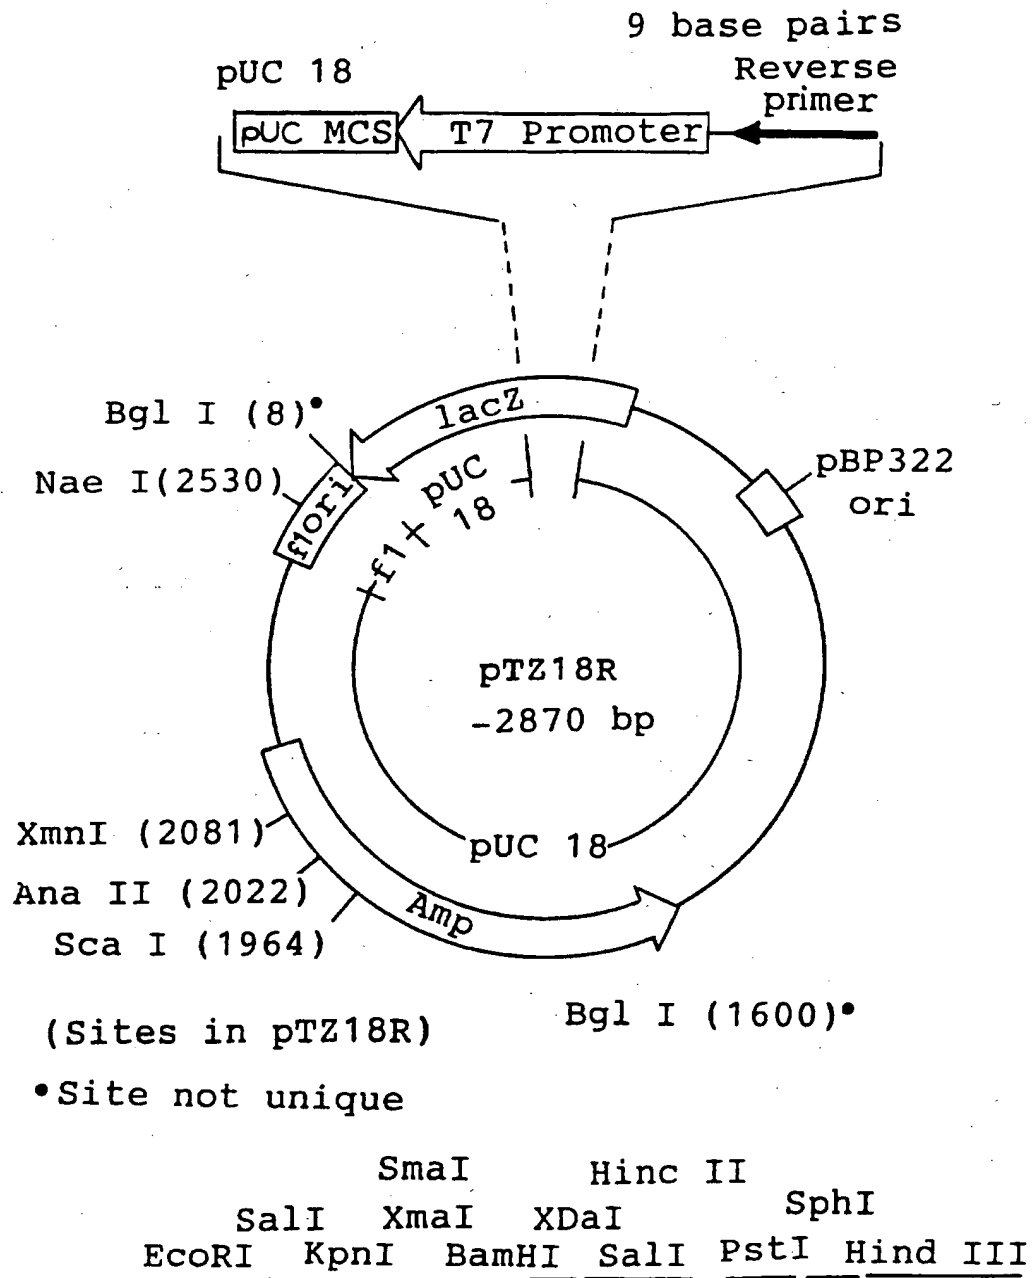 9 base pairs
pUC 18
Reverse
primer
pUC MCS
T7 Promoter
lacZ
Bgl I (8)•
Nae I(2530)
f1ori
pUC
18
f1
pBP322
ori
pTZ18R
-2870 bp
pUC 18
XmnI (2081)
Ana II (2022)
Sca I (1964)
Amp
Bgl I (1600)•
(Sites in pTZ18R)
•Site not unique
SmaI Hinc II
SphI
SalI XmaI XDaI
EcoRI KpnI BamHI SalI PstI Hind III